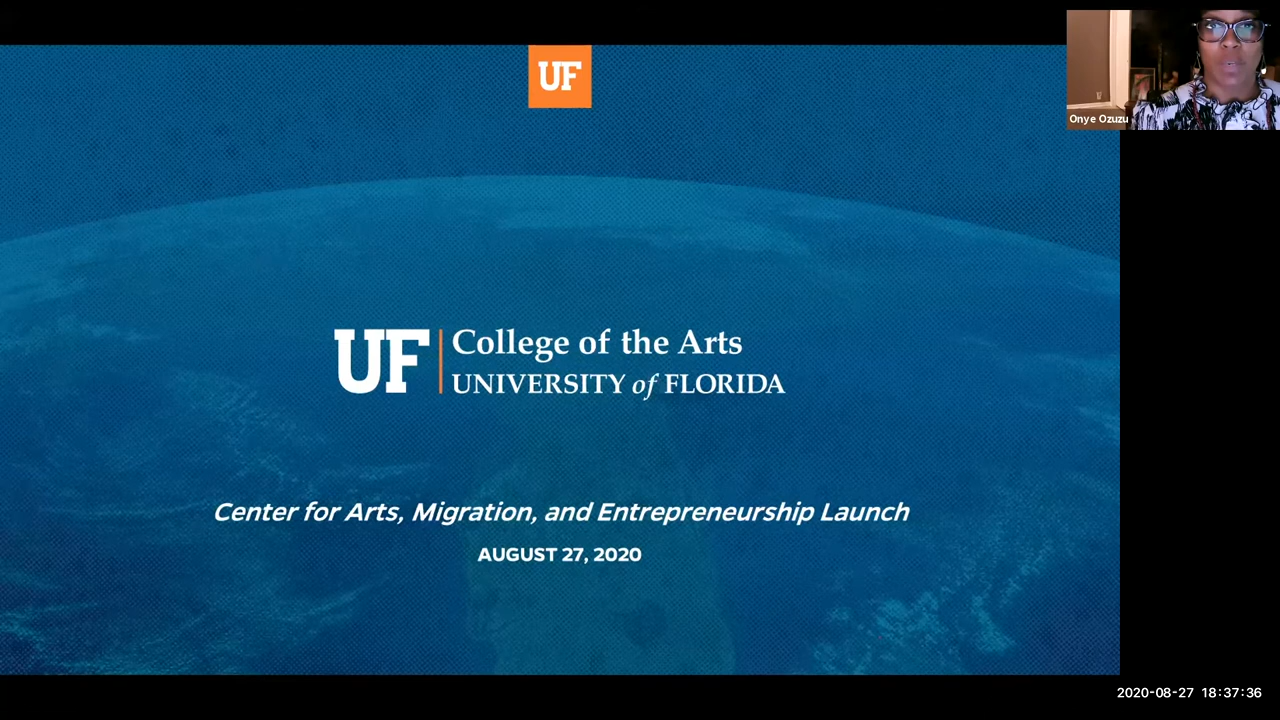 UF
Onye Ozuzu
UF
College of the Arts
UNIVERSITY of FLORIDA
Center for Arts, Migration, and Entrepreneurship Launch
AUGUST 27, 2020
2020-08-27 18:37:36